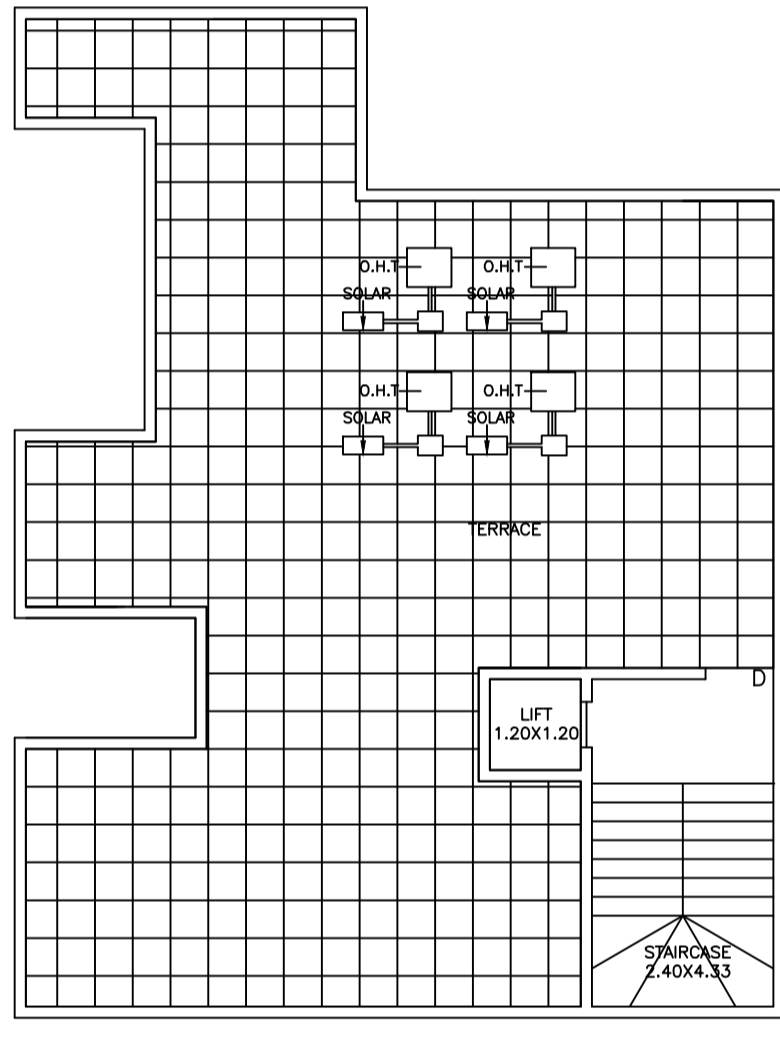 O.H.T
O.H.T
SOLAR
SOLAR
O.H.T
O.H.T
SOLAR
SOLAR
TERRACE
D
LIFT
1.20X1.20
STAIRCASE
2.40X4.33